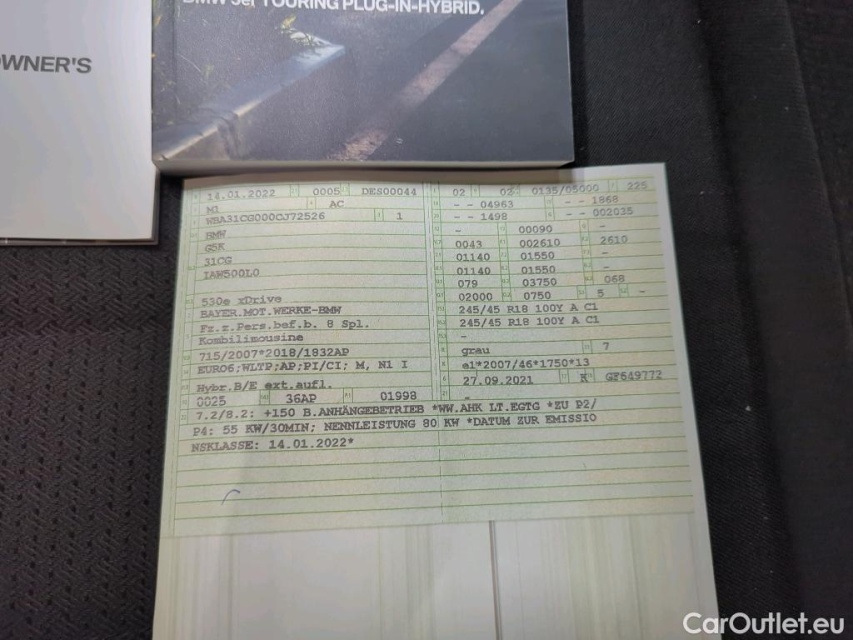 OWNER'S
BMW 5er TOURING PLUG-IN-HYBRID.
14.01.2022 0005 DES00044
M1 AC
WBA31CG000CJ72526 1
BMW
G5K
31CG
IAW500L0
530e xDrive
BAYER.MOT.WERKE-BMW
Fz.z.Pers.bef.b. 8 Spl.
Kombilimousine
715/2007*2018/1832AP
EURO6;WLTP;AP;PI/CI; M, N1 I
Hybr.B/E ext.aufl.
0025 36AP 01998
02 02 0135/05000 225
- - 04963 - - 1868
- - 1498 - - 002035
- 00090 -
0043 002610 2610
01140 01550 -
01140 01550 -
079 03750 068
02000 0750 5 -
245/45 R18 100Y A C1
245/45 R18 100Y A C1
-
grau 7
e1*2007/46*1750*13
27.09.2021 K GF649772
7.2/8.2: +150 B.ANHÄNGEBETRIEB *WW.AHK LT.EGTG *ZU P2/
P4: 55 KW/30MIN; NENNLEISTUNG 80 KW *DATUM ZUR EMISSIO
NSKLASSE: 14.01.2022*
CarOutlet.eu